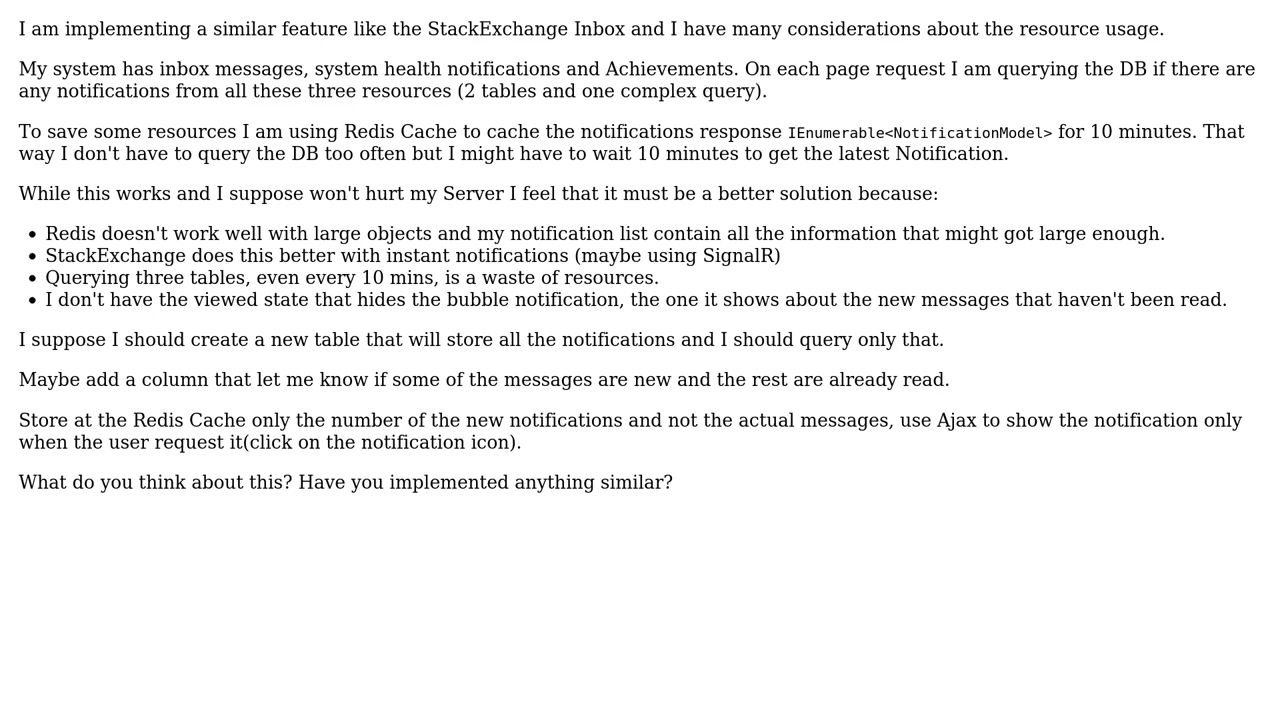 I am implementing a similar feature like the StackExchange Inbox and I have many considerations about the resource usage.
My system has inbox messages, system health notifications and Achievements. On each page request I am querying the DB if there are
any notifications from all these three resources (2 tables and one complex query).
To save some resources I am using Redis Cache to cache the notifications response IEnumerable<NotificationModel> for 10 minutes. That
way I don't have to query the DB too often but I might have to wait 10 minutes to get the latest Notification.
While this works and I suppose won't hurt my Server I feel that it must be a better solution because:
• Redis doesn't work well with large objects and my notification list contain all the information that might got large enough.
• StackExchange does this better with instant notifications (maybe using SignalR)
• Querying three tables, even every 10 mins, is a waste of resources.
• I don't have the viewed state that hides the bubble notification, the one it shows about the new messages that haven't been read.
I suppose I should create a new table that will store all the notifications and I should query only that.
Maybe add a column that let me know if some of the messages are new and the rest are already read.
Store at the Redis Cache only the number of the new notifications and not the actual messages, use Ajax to show the notification only
when the user request it(click on the notification icon).
What do you think about this? Have you implemented anything similar?